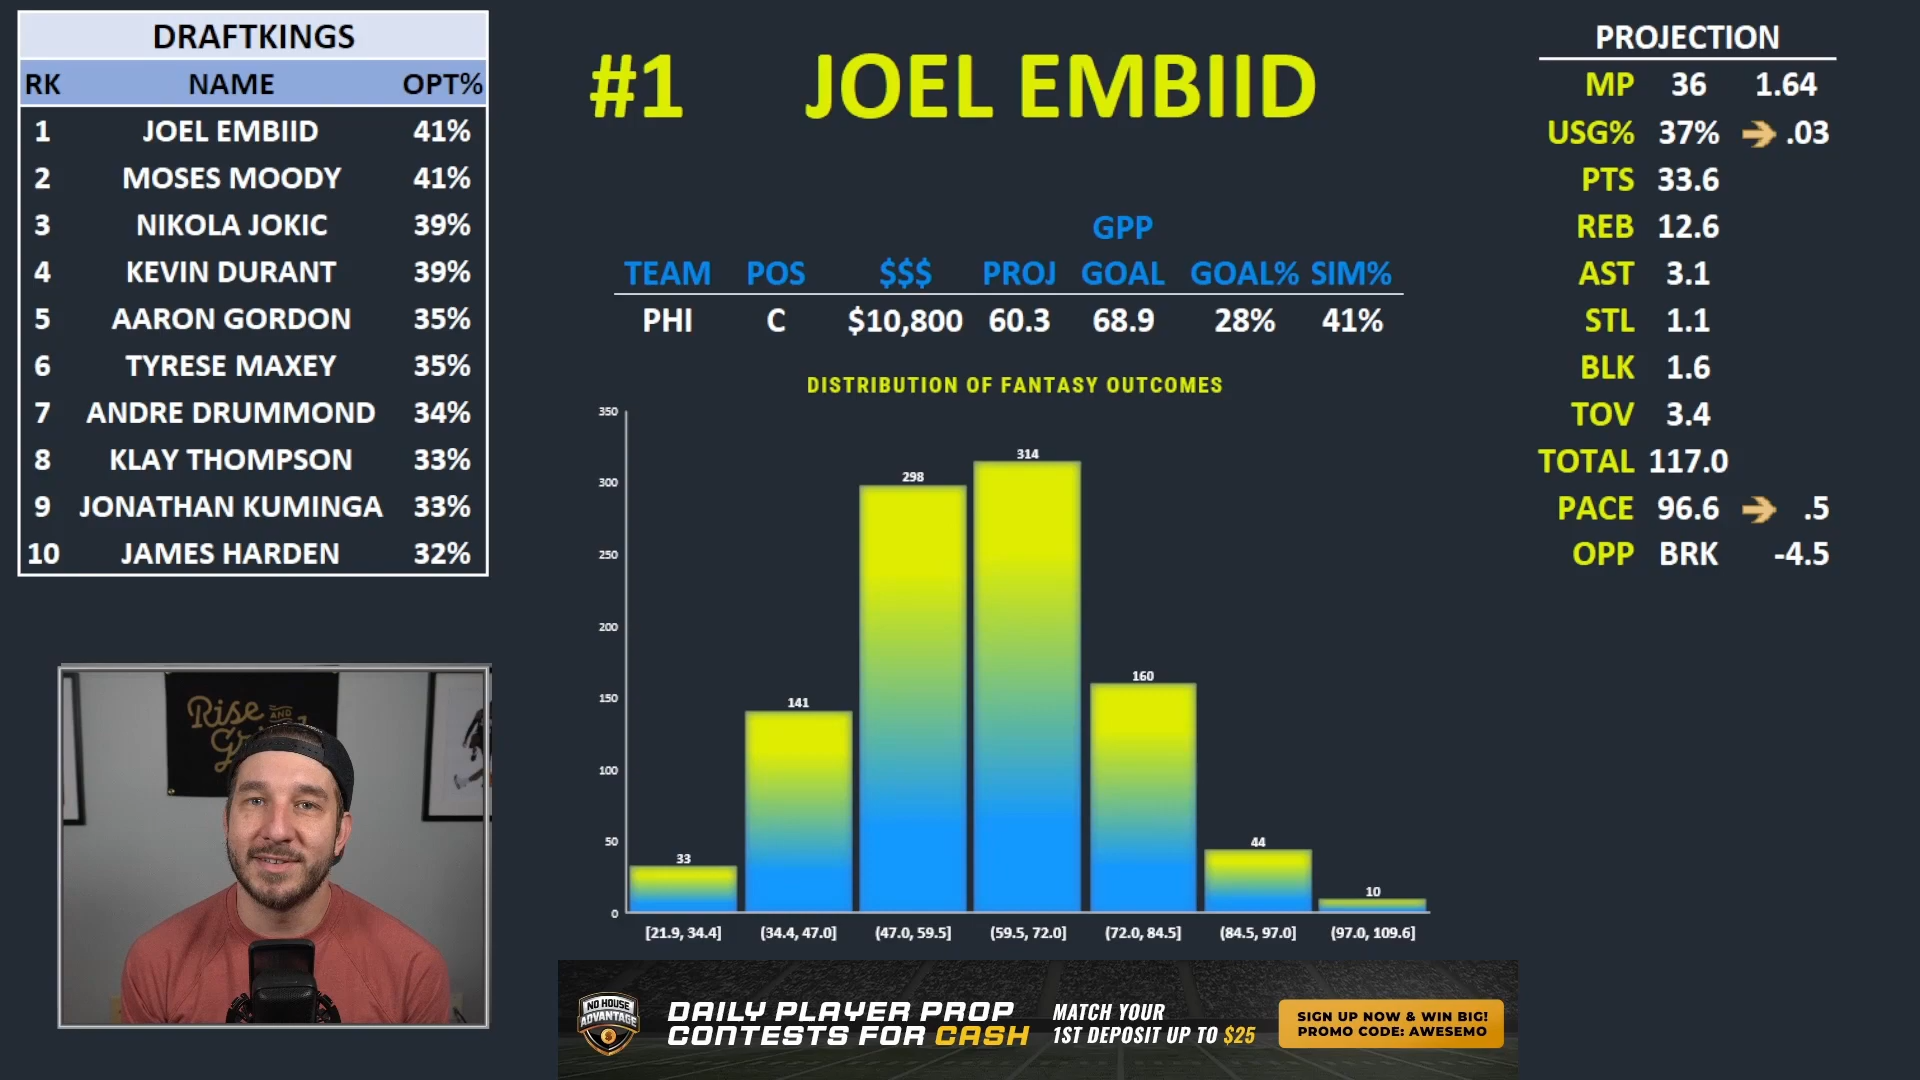 DRAFTKINGS
RK NAME OPT%
1 JOEL EMBIID 41%
2 MOSES MOODY 41%
3 NIKOLA JOKIC 39%
4 KEVIN DURANT 39%
5 AARON GORDON 35%
6 TYRESE MAXEY 35%
7 ANDRE DRUMMOND 34%
8 KLAY THOMPSON 33%
9 JONATHAN KUMINGA 33%
10 JAMES HARDEN 32%
#1 JOEL EMBIID
GPP
TEAM POS $$$ PROJ GOAL GOAL% SIM%
PHI C $10,800 60.3 68.9 28% 41%
DISTRIBUTION OF FANTASY OUTCOMES
350
300
250
200
150
100
50
0
33
141
298
314
160
44
10
[21.9, 34.4] (34.4, 47.0] (47.0, 59.5] (59.5, 72.0] (72.0, 84.5] (84.5, 97.0] (97.0, 109.6]
PROJECTION
MP 36 1.64
USG% 37% .03
PTS 33.6
REB 12.6
AST 3.1
STL 1.1
BLK 1.6
TOV 3.4
TOTAL 117.0
PACE 96.6 .5
OPP BRK -4.5
Rise AND
NO HOUSE
ADVANTAGE
DAILY PLAYER PROP
CONTESTS FOR CASH
MATCH YOUR
1ST DEPOSIT UP TO $25
SIGN UP NOW & WIN BIG!
PROMO CODE: AWESEMO